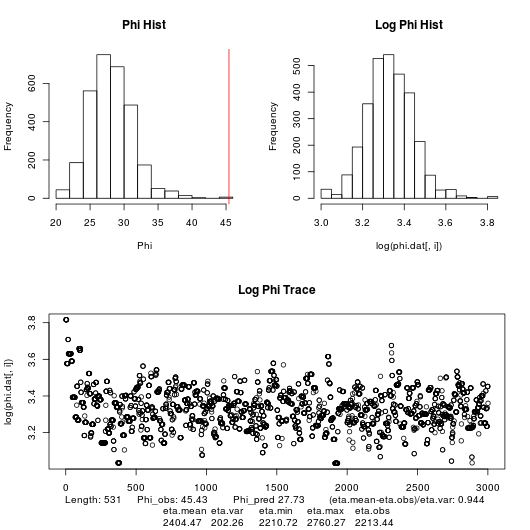 Phi Hist
Log Phi Hist
Frequency
0 200 400 600
20 25 30 35 40 45
Phi
Frequency
0 100 200 300 400 500
3.0 3.2 3.4 3.6 3.8
log(phi.dat[, i])
Log Phi Trace
log(phi.dat[, i])
3.2 3.4 3.6 3.8
0 500 1000 1500 2000 2500 3000
Length: 531 Phi_obs: 45.43 Phi_pred 27.73 (eta.mean-eta.obs)/eta.var: 0.944
eta.mean eta.var eta.min eta.max eta.obs
2404.47 202.26 2210.72 2760.27 2213.44